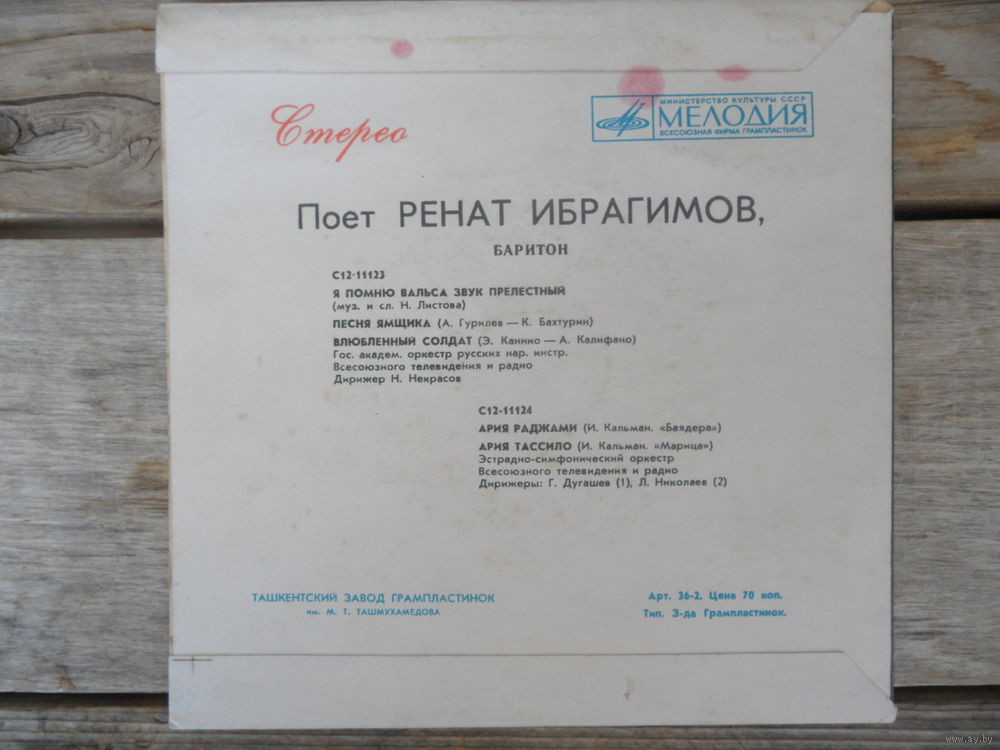 Стерео
МИНИСТЕРСТВО КУЛЬТУРЫ СССР
МЕЛОДИЯ
ВСЕСОЮЗНАЯ ФИРМА ГРАМПЛАСТИНОК
Поет РЕНАТ ИБРАГИМОВ,
БАРИТОН
С12-11123
Я ПОМНЮ ВАЛЬСА ЗВУК ПРЕЛЕСТНЫЙ
(муз. и сл. Н. Листова)
ПЕСНЯ ЯМЩИКА (А. Гурилев — К. Бахтурин)
ВЛЮБЛЕННЫЙ СОЛДАТ (Э. Каннио — А. Калифано)
Гос. академ. оркестр русских нар. инстр.
Всесоюзного телевидения и радио
Дирижер Н. Некрасов
С12-11124
АРИЯ РАДЖАМИ (И. Кальман. «Баядера»)
АРИЯ ТАССИЛО (И. Кальман. «Марица»)
Эстрадно-симфонический оркестр
Всесоюзного телевидения и радио
Дирижеры: Г. Дугашев (1), Л. Николаев (2)
ТАШКЕНТСКИЙ ЗАВОД ГРАМПЛАСТИНОК
им. М. Т. ТАШМУХАМЕДОВА
Арт. 36-2. Цена 70 коп.
Тип. З-да Грампластинок.
www.ay.by